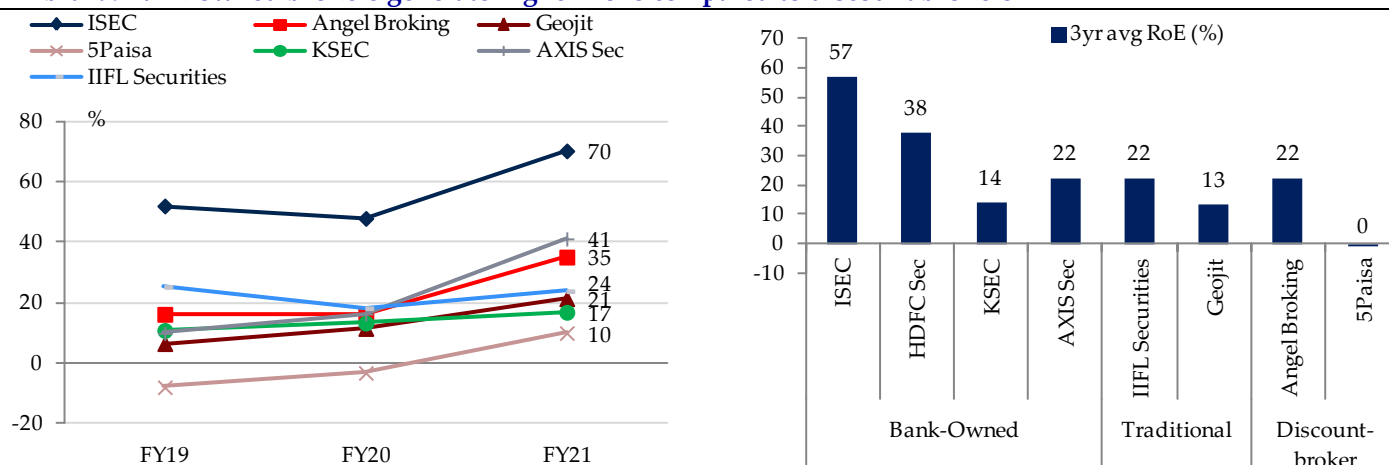 ISEC
Angel Broking
Geojit
5Paisa
KSEC
AXIS Sec
IIFL Securities
80
%
60
40
20
0
-20
70
41
35
24
21
17
10
FY19
FY20
FY21
3yr avg RoE (%)
70
60
50
40
30
20
10
0
-10
57
38
14
22
22
13
22
0
ISEC
HDFC Sec
KSEC
AXIS Sec
IIFL Securities
Geojit
Angel Broking
5Paisa
Bank-Owned
Traditional
Discount-
broker